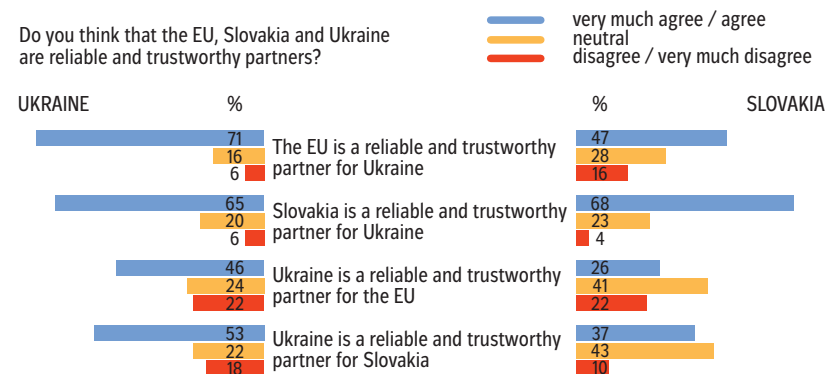 Do you think that the EU, Slovakia and Ukraine
are reliable and trustworthy partners?
very much agree / agree
neutral
disagree / very much disagree
UKRAINE % % SLOVAKIA
71 47
The EU is a reliable and trustworthy
16 28
partner for Ukraine
6 16
65 68
Slovakia is a reliable and trustworthy
20 23
partner for Ukraine
6 4
46 26
Ukraine is a reliable and trustworthy
24 41
partner for the EU
22 22
53 37
Ukraine is a reliable and trustworthy
22 43
partner for Slovakia
18 10